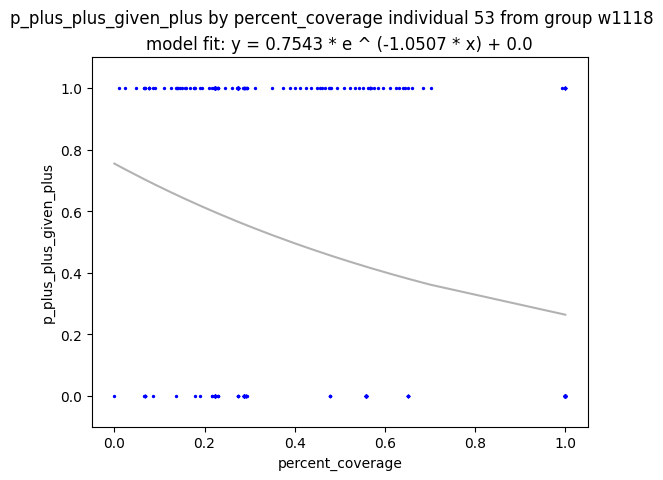 p_plus_plus_given_plus by percent_coverage individual 53 from group w1118
model fit: y = 0.7543 * e ^ (-1.0507 * x) + 0.0
p_plus_plus_given_plus
1.0
0.8
0.6
0.4
0.2
0.0
0.0 0.2 0.4 0.6 0.8 1.0
percent_coverage